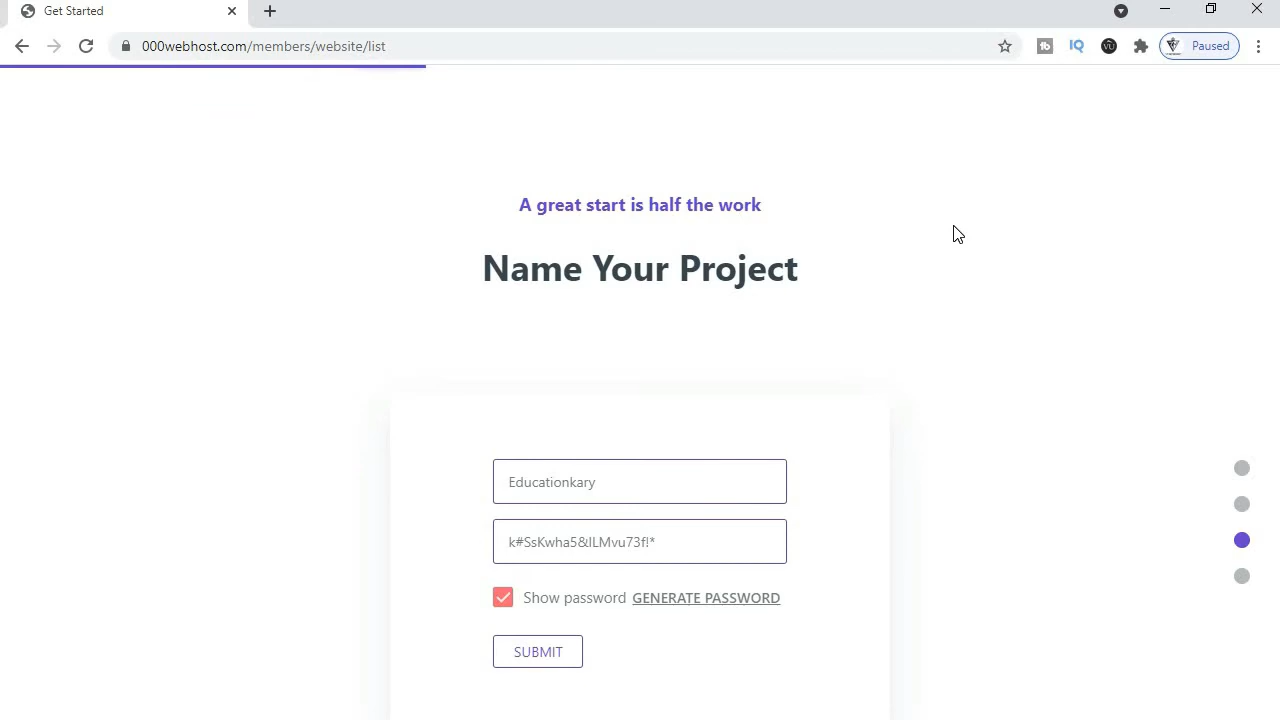 Get Started
000webhost.com/members/website/list
Paused
A great start is half the work
Name Your Project
Educationkary
k#SsKwha5&lLMvu73f!*
Show password GENERATE PASSWORD
SUBMIT